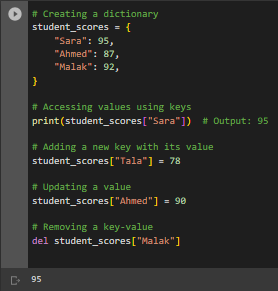 # Creating a dictionary
student_scores = {
    "Sara": 95,
    "Ahmed": 87,
    "Malak": 92,
}
# Accessing values using keys
print(student_scores["Sara"])  # Output: 95
# Adding a new key with its value
student_scores["Tala"] = 78
# Updating a value
student_scores["Ahmed"] = 90
# Removing a key-value
del student_scores["Malak"]
95